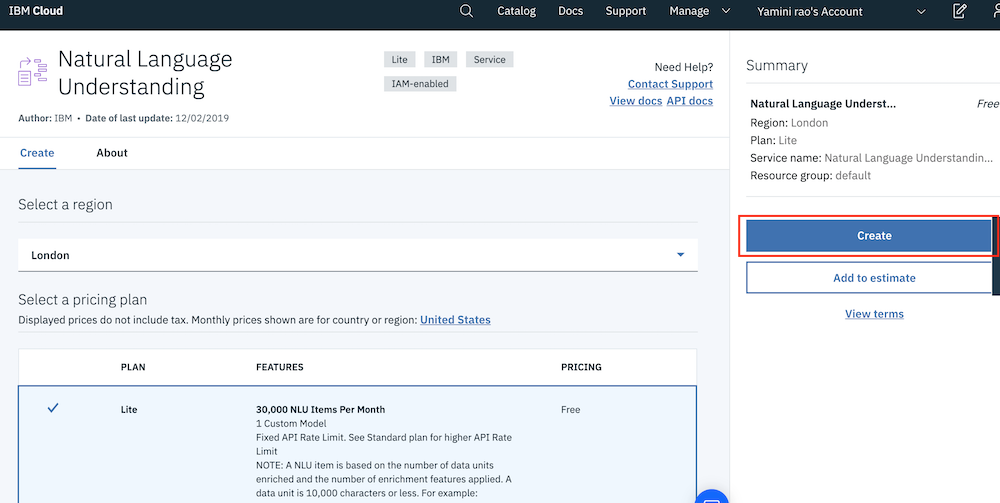 IBM Cloud
Catalog
Docs
Support
Manage
Yamini rao's Account
Natural Language
Understanding
Lite
IBM
Service
IAM-enabled
Need Help?
Contact Support
View docs API docs
Author: IBM • Date of last update: 12/02/2019
Create
About
Select a region
London
Select a pricing plan
Displayed prices do not include tax. Monthly prices shown are for country or region: United States
PLAN
FEATURES
PRICING
Lite
30,000 NLU Items Per Month
1 Custom Model
Fixed API Rate Limit. See Standard plan for higher API Rate
Limit
NOTE: A NLU item is based on the number of data units
enriched and the number of enrichment features applied. A
data unit is 10,000 characters or less. For example:
Free
Summary
Natural Language Underst...
Free
Region: London
Plan: Lite
Service name: Natural Language Understandin...
Resource group: default
Create
Add to estimate
View terms